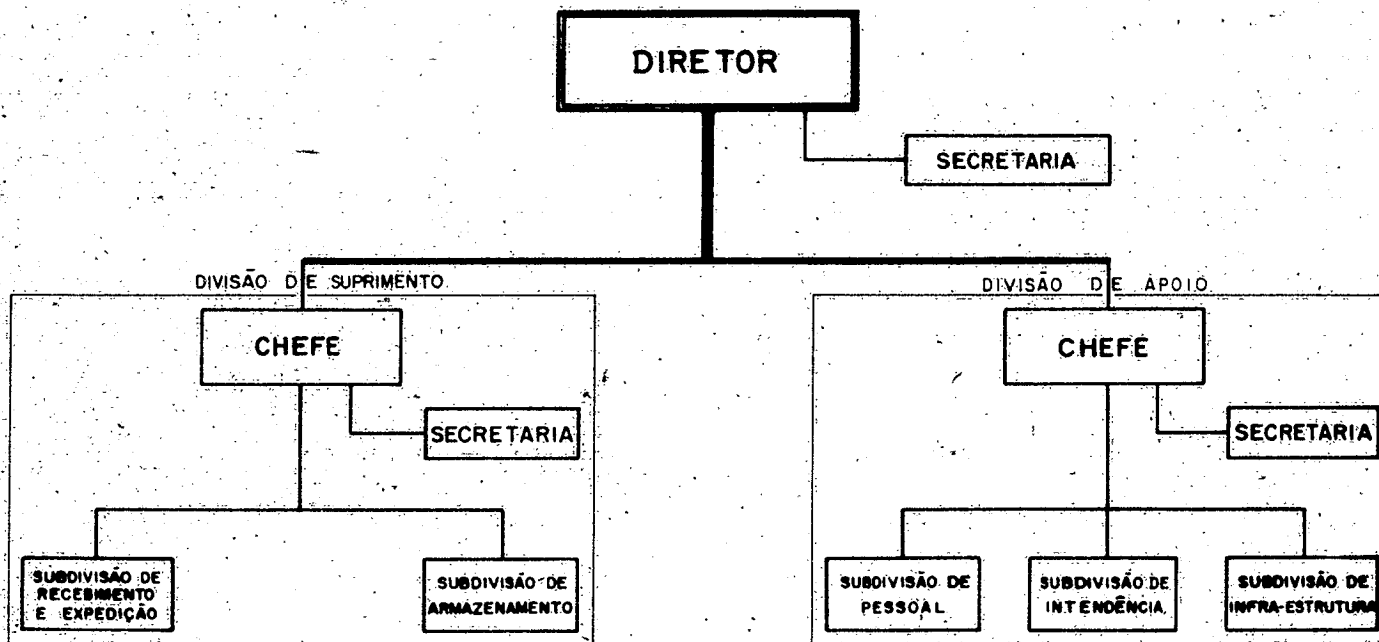 DIRETOR
SECRETARIA
DIVISÃO DE SUPRIMENTO
CHEFE
SECRETARIA
SUBDIVISÃO DE
RECEBIMENTO
E EXPEDIÇÃO
SUBDIVISÃO DE
ARMAZENAMENTO
DIVISÃO DE APOIO
CHEFE
SECRETARIA
SUBDIVISÃO DE
PESSOAL
SUBDIVISÃO DE
INTENDÊNCIA
SUBDIVISÃO DE
INFRA-ESTRUTURA